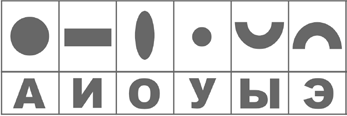 А И О У Ы Э